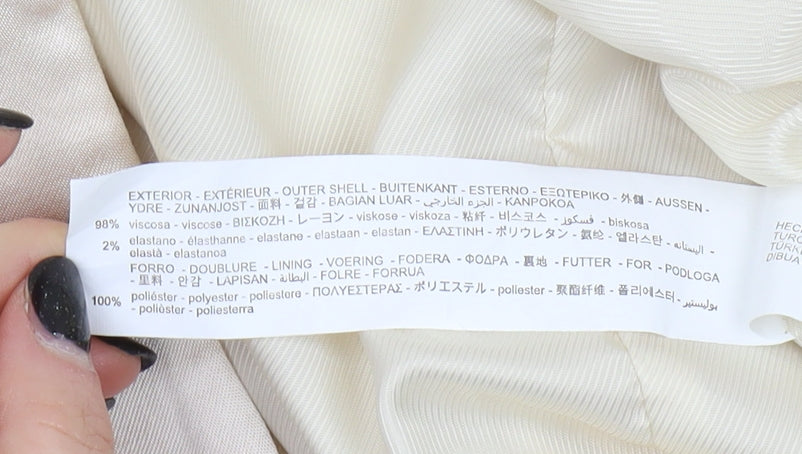 EXTERIOR - EXTÉRIEUR - OUTER SHELL - BUITENKANT - ESTERNO - ΕΞΩΤΕΡΙΚΟ - 外側 - AUSSEN -
YDRE - ZUNANJOST - 面料 - 겉감 - BAGIAN LUAR - الجزء الخارجي - KANPOKOA
98% viscosa - viscose - ΒΙΣΚΟΖΗ - レーヨン - viskose - viskoza - 粘纤 - 비스코스 - فسكوز - biskosa
2% elastano - élasthanne - elastane - elastaan - elastan - ΕΛΑΣΤΙΝΗ - ポリウレタン - 氨纶 - 엘라스탄 - اليستانه -
elastà - elastanoa
FORRO - DOUBLURE - LINING - VOERING - FODERA - ΦΟΔΡΑ - 裏地 - FUTTER - FOR - PODLOGA
- 里料 - 안감 - LAPISAN - البطانة - FOLRE - FORRUA
100% poliéster - polyester - poliestere - ΠΟΛΥΕΣΤΕΡΑΣ - ポリエステル - poliester - 聚酯纤维 - 폴리에스터 - بوليستير
- polièster - poliesterra
HEC
TURC
TÜRKI
DIBUA